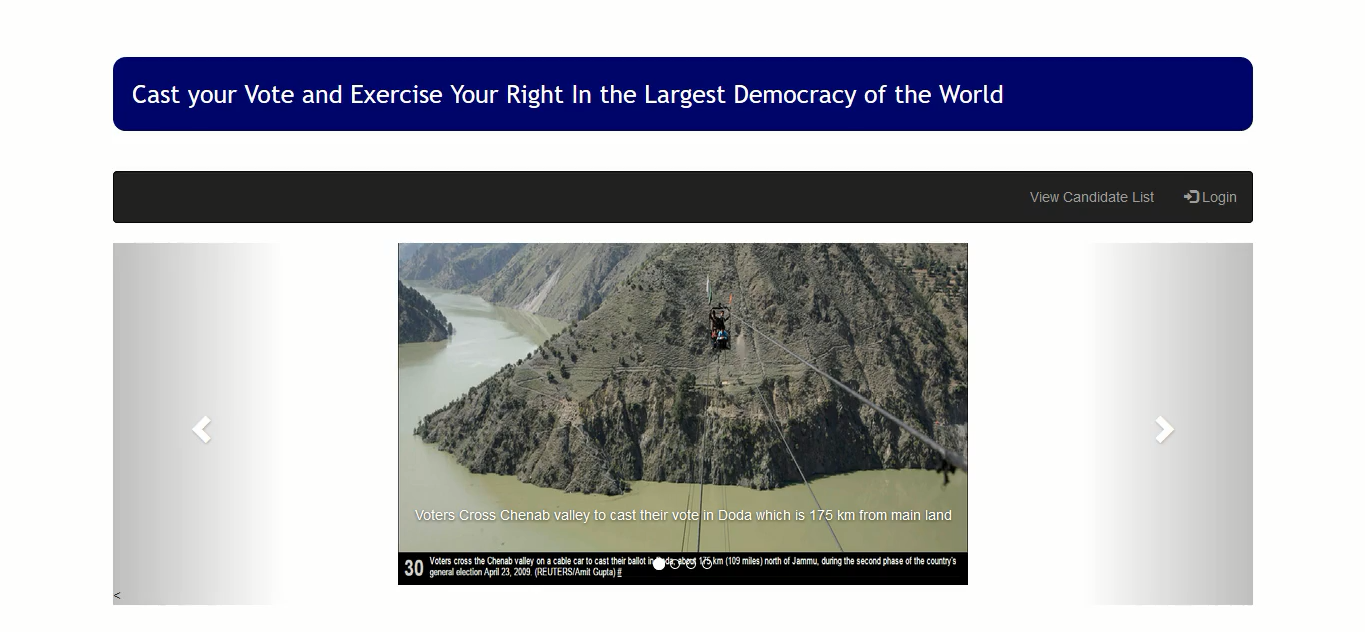 Cast your Vote and Exercise Your Right In the Largest Democracy of the World
View Candidate List
Login
Voters Cross Chenab valley to cast their vote in Doda which is 175 km from main land
30
Voters cross the Chenab valley on a cable car to cast their ballot in Doda, about 175 km (109 miles) north of Jammu, during the second phase of the country's
general election April 23, 2009. (REUTERS/Amit Gupta) #
<